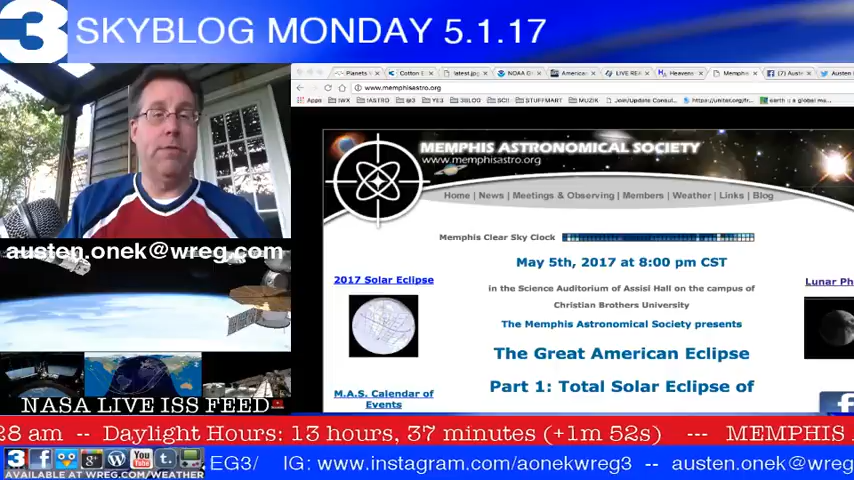 3 SKYBLOG MONDAY 5.1.17
www.memphisastro.org
Apps
MEMPHIS ASTRONOMICAL SOCIETY
www.memphisastro.org
Home | News | Meetings & Observing | Members | Weather | Links | Blog
Memphis Clear Sky Clock
May 5th, 2017 at 8:00 pm CST
in the Science Auditorium of Assisi Hall on the campus of
Christian Brothers University
The Memphis Astronomical Society presents
The Great American Eclipse
Part 1: Total Solar Eclipse of
2017 Solar Eclipse
M.A.S. Calendar of
Events
Lunar Ph
austen.onek@wreg.com
NASA LIVE ISS FEED
28 am -- Daylight Hours: 13 hours, 37 minutes (+1m 52s) --- MEMPHIS
EG3/ IG: www.instagram.com/aonekwreg3 -- austen.onek@wreg
3 You Tube
AVAILABLE AT WREG.COM/WEATHER